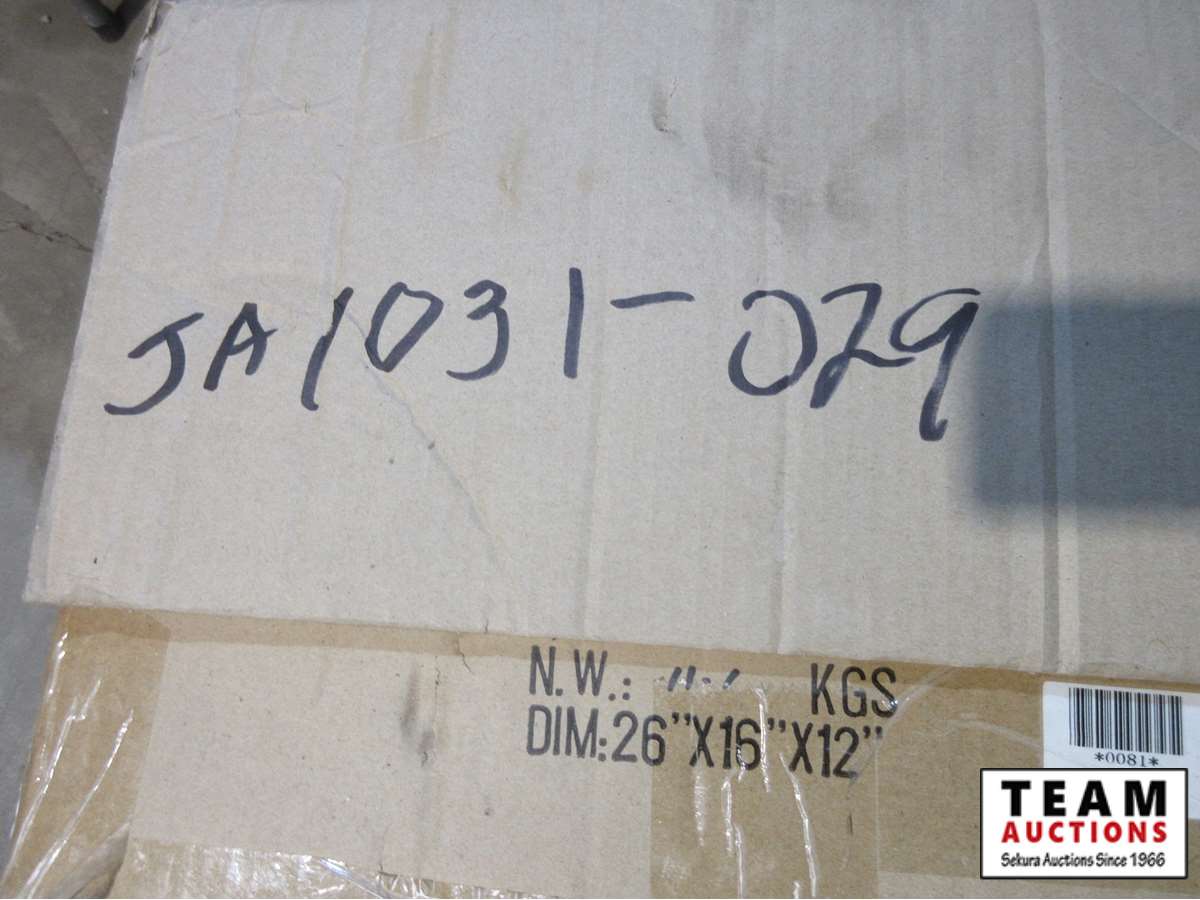 JA1031-029
N.W.: KGS
DIM:26"X16"X12"
*0081*
TEAM
AUCTIONS
Sekura Auctions Since 1966